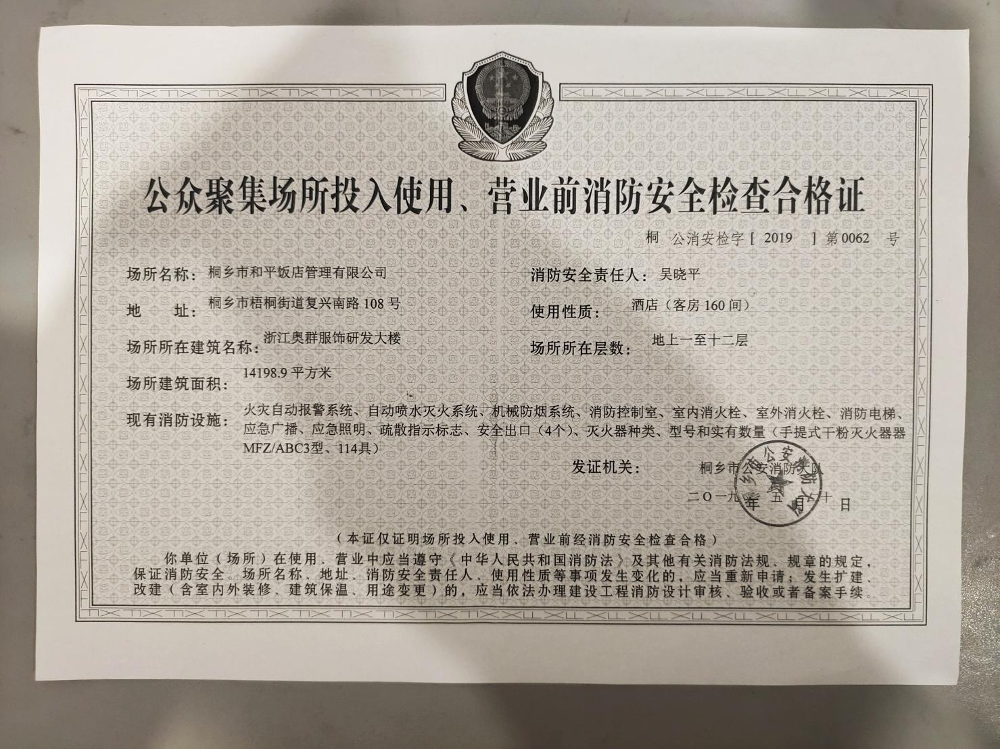 公众聚集场所投入使用、营业前消防安全检查合格证
桐 公消安检字[ 2019 ]第0062 号
场所名称：桐乡市和平饭店管理有限公司
消防安全责任人：吴晓平
地 址：桐乡市梧桐街道复兴南路 108 号
使用性质：酒店（客房 160 间）
场所所在建筑名称：浙江奥群服饰研发大楼
场所所在层数：地上一至十二层
场所建筑面积：14198.9 平方米
现有消防设施：火灾自动报警系统、自动喷水灭火系统、机械防烟系统、消防控制室、室内消火栓、室外消火栓、消防电梯、
应急广播、应急照明、疏散指示标志、安全出口（4个）、灭火器种类、型号和实有数量（手提式干粉灭火器器
MFZ/ABC3型、114具）
发证机关：桐乡市公安消防大队
二O一九年 五 月 十 日
（本证仅证明场所投入使用、营业前经消防安全检查合格）
你单位（场所）在使用、营业中应当遵守《中华人民共和国消防法》及其他有关消防法规、规章的规定，
保证消防安全。场所名称、地址、消防安全责任人、使用性质等事项发生变化的，应当重新申请；发生扩建、
改建（含室内外装修、建筑保温、用途变更）的，应当依法办理建设工程消防设计审核、验收或者备案手续。